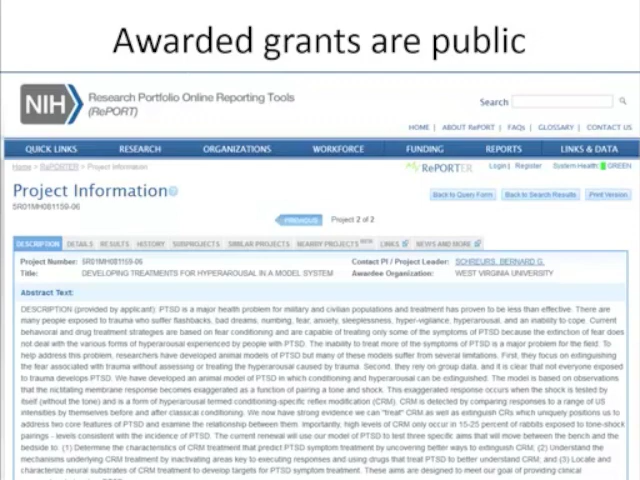 Awarded grants are public
NIH Research Portfolio Online Reporting Tools
(RePORT)
Search
HOME | ABOUT RePORT | FAQs | GLOSSARY | CONTACT US
QUICK LINKS RESEARCH ORGANIZATIONS WORKFORCE FUNDING REPORTS LINKS & DATA
Home > RePORTER > Project Information
RePORTER Login | Register System Health: GREEN
Project Information
Back to Query Form Back to Search Results Print Version
5R01MH081159-06
PREVIOUS Project 2 of 2
DESCRIPTION DETAILS RESULTS HISTORY SUBPROJECTS SIMILAR PROJECTS NEARBY PROJECTS NEW LINKS NEWS AND MORE
Project Number: 5R01MH081159-06 Contact PI / Project Leader: SCHREURS, BERNARD G.
Title: DEVELOPING TREATMENTS FOR HYPERAROUSAL IN A MODEL SYSTEM Awardee Organization: WEST VIRGINIA UNIVERSITY
Abstract Text:
DESCRIPTION (provided by applicant): PTSD is a major health problem for military and civilian populations and treatment has proven to be less than effective. There are
many people exposed to trauma who suffer flashbacks, bad dreams, numbing, fear, anxiety, sleeplessness, hyper-vigilance, hyperarousal, and an inability to cope. Current
behavioral and drug treatment strategies are based on fear conditioning and are capable of treating only some of the symptoms of PTSD because the extinction of fear does
not deal with the various forms of hyperarousal experienced by people with PTSD. The inability to treat more of the symptoms of PTSD is a major problem for the field. To
help address this problem, researchers have developed animal models of PTSD but many of these models suffer from several limitations. First, they focus on extinguishing
the fear associated with trauma without assessing or treating the hyperarousal caused by trauma. Second, they rely on group data, and it is clear that not everyone exposed
to trauma develops PTSD. We have developed an animal model of PTSD in which conditioning and hyperarousal can be extinguished. The model is based on observations
that the nictitating membrane response becomes exaggerated as a function of pairing a tone and shock. This exaggerated response occurs when the shock is tested by
itself (without the tone) and is a form of hyperarousal termed conditioning-specific reflex modification (CRM). CRM is detected by comparing responses to a range of US
intensities by themselves before and after classical conditioning. We now have strong evidence we can "treat" CRM as well as extinguish CRs which uniquely positions us to
address two core features of PTSD and examine the relationship between them. Importantly, high levels of CRM only occur in 15-25 percent of rabbits exposed to tone-shock
pairings - levels consistent with the incidence of PTSD. The current renewal will use our model of PTSD to test three specific aims that will move between the bench and the
bedside to: (1) Determine the characteristics of CRM treatment that predict PTSD symptom treatment by uncovering better ways to extinguish CRM, (2) Understand the
mechanisms underlying CRM treatment by inactivating areas key to executing responses and using drugs that treat PTSD to better understand CRM, and (3) Locate and
characterize neural substrates of CRM treatment to develop targets for PTSD symptom treatment. These aims are designed to meet our goal of providing clinical